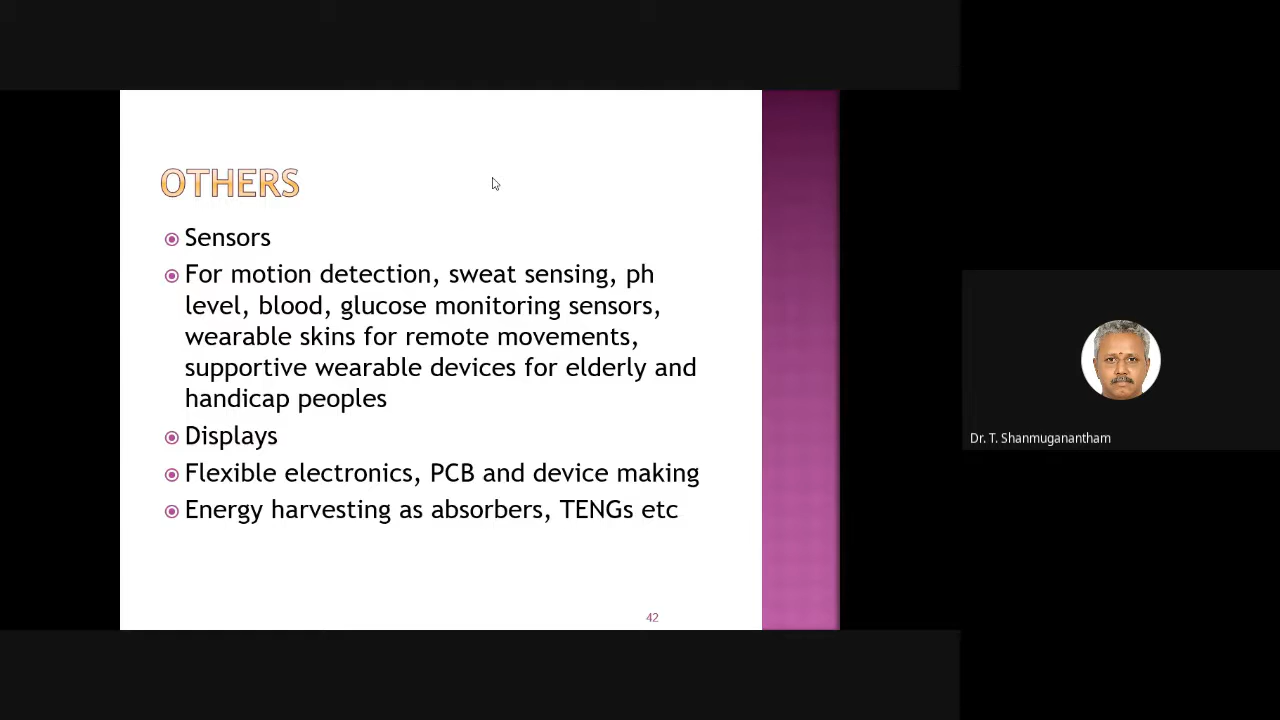 OTHERS
Sensors
For motion detection, sweat sensing, ph
level, blood, glucose monitoring sensors,
wearable skins for remote movements,
supportive wearable devices for elderly and
handicap peoples
Displays
Flexible electronics, PCB and device making
Energy harvesting as absorbers, TENGs etc
42
Dr. T. Shanmuganantham